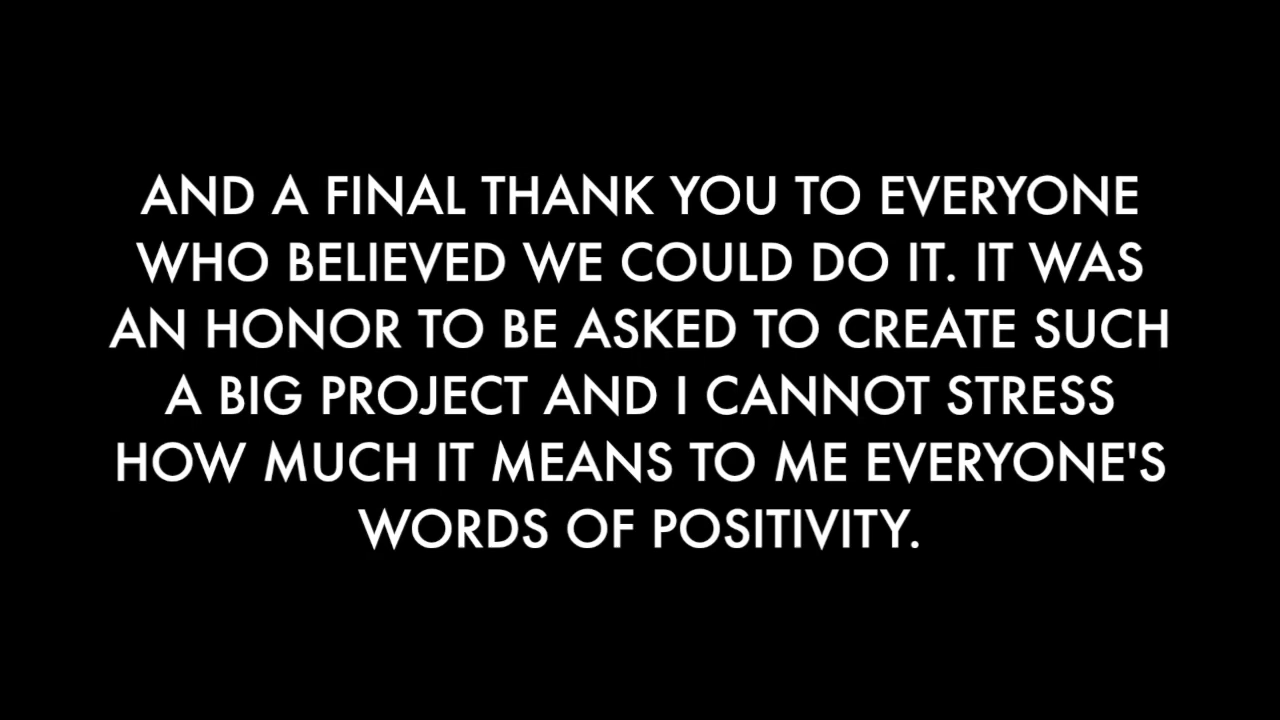 AND A FINAL THANK YOU TO EVERYONE
WHO BELIEVED WE COULD DO IT. IT WAS
AN HONOR TO BE ASKED TO CREATE SUCH
A BIG PROJECT AND I CANNOT STRESS
HOW MUCH IT MEANS TO ME EVERYONE'S
WORDS OF POSITIVITY.